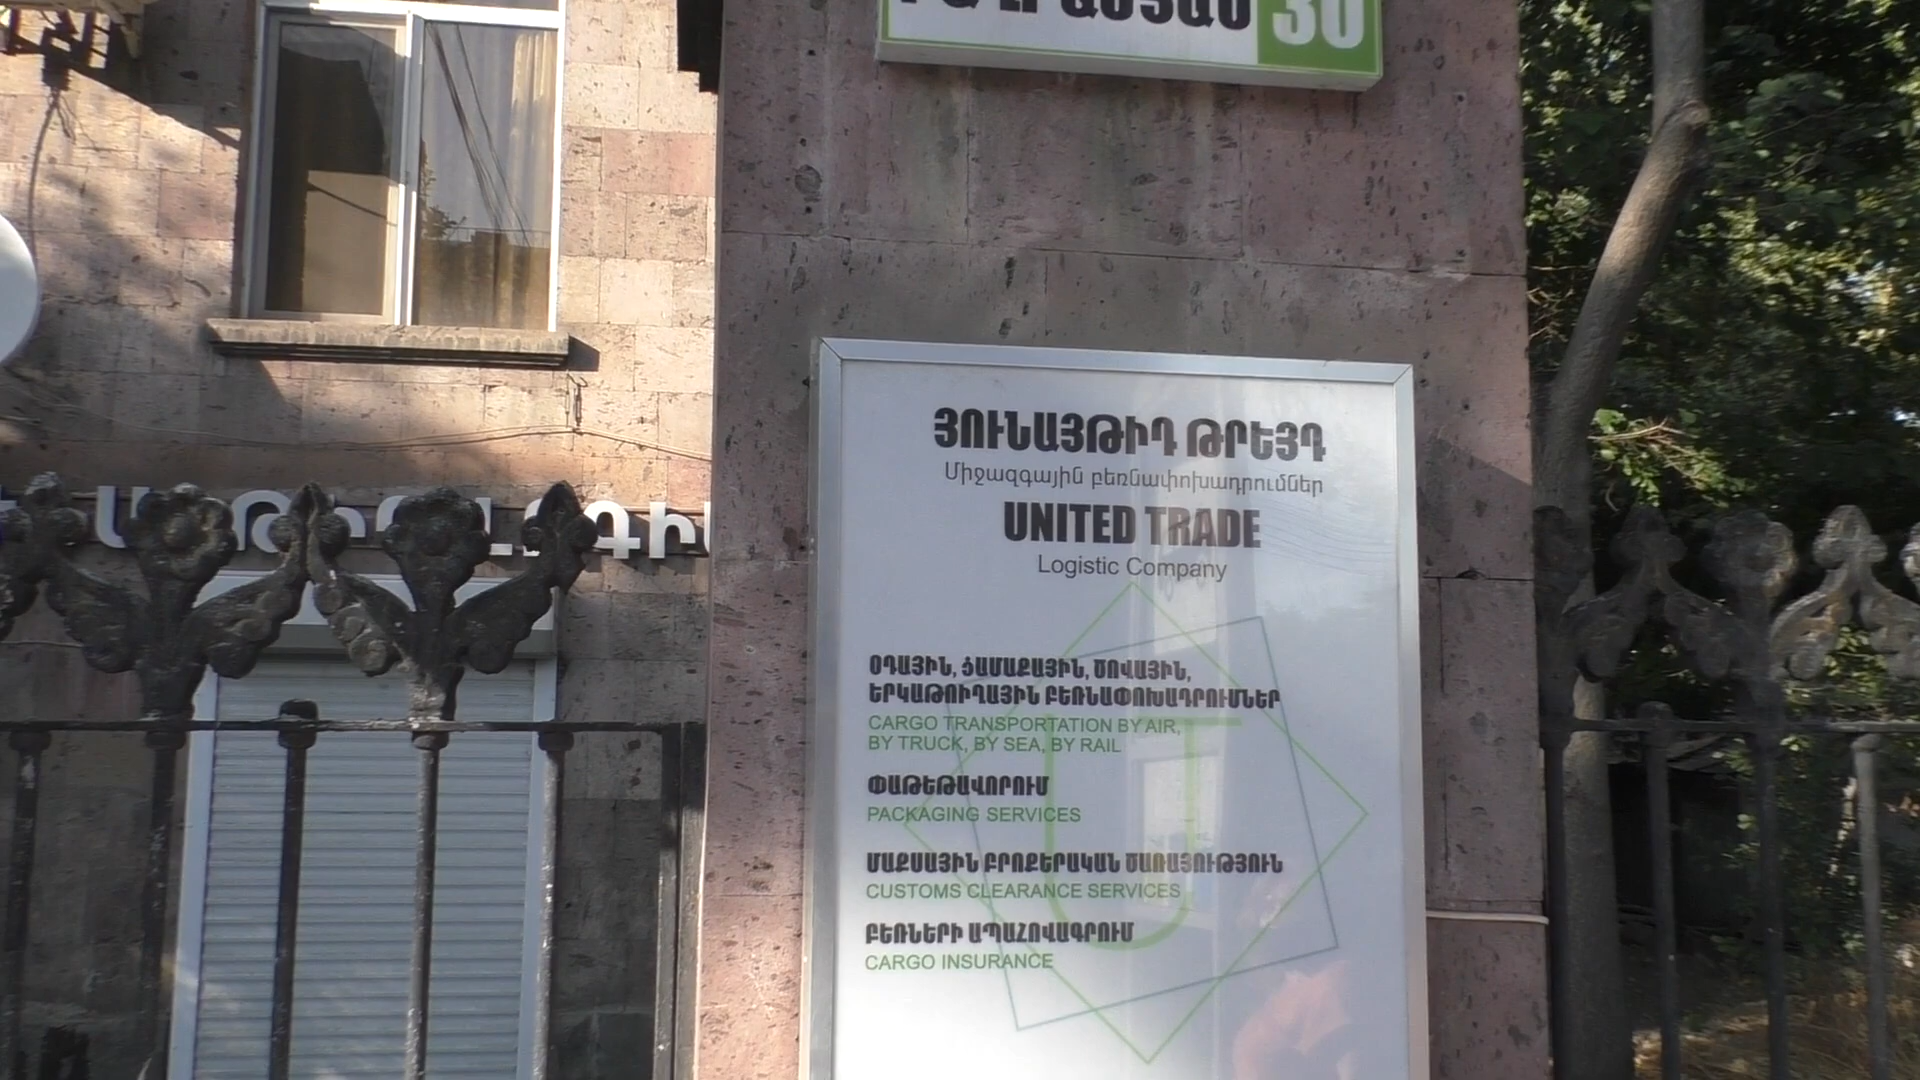 30
ՅՈՒՆԱՅԹԻԴ ԹՐԵՅԴ
Միջազգային բեռնափոխադրումներ
UNITED TRADE
Logistic Company
ՕԴԱՅԻՆ, ՑԱՄԱՔԱՅԻՆ, ԾՈՎԱՅԻՆ,
ԵՐԿԱԹՈՒՂԱՅԻՆ ԲԵՌՆԱՓՈԽԱԴՐՈՒՄՆԵՐ
CARGO TRANSPORTATION BY AIR,
BY TRUCK, BY SEA, BY RAIL
ՓԱԹԵԹԱՎՈՐՈՒՄ
PACKAGING SERVICES
ՄԱՔՍԱՅԻՆ ԲՐՈՔԵՐԱԿԱՆ ԾԱՌԱՅՈՒԹՅՈՒՆ
CUSTOMS CLEARANCE SERVICES
ԲԵՌՆԵՐԻ ԱՊԱՀՈՎԱԳՐՈՒՄ
CARGO INSURANCE